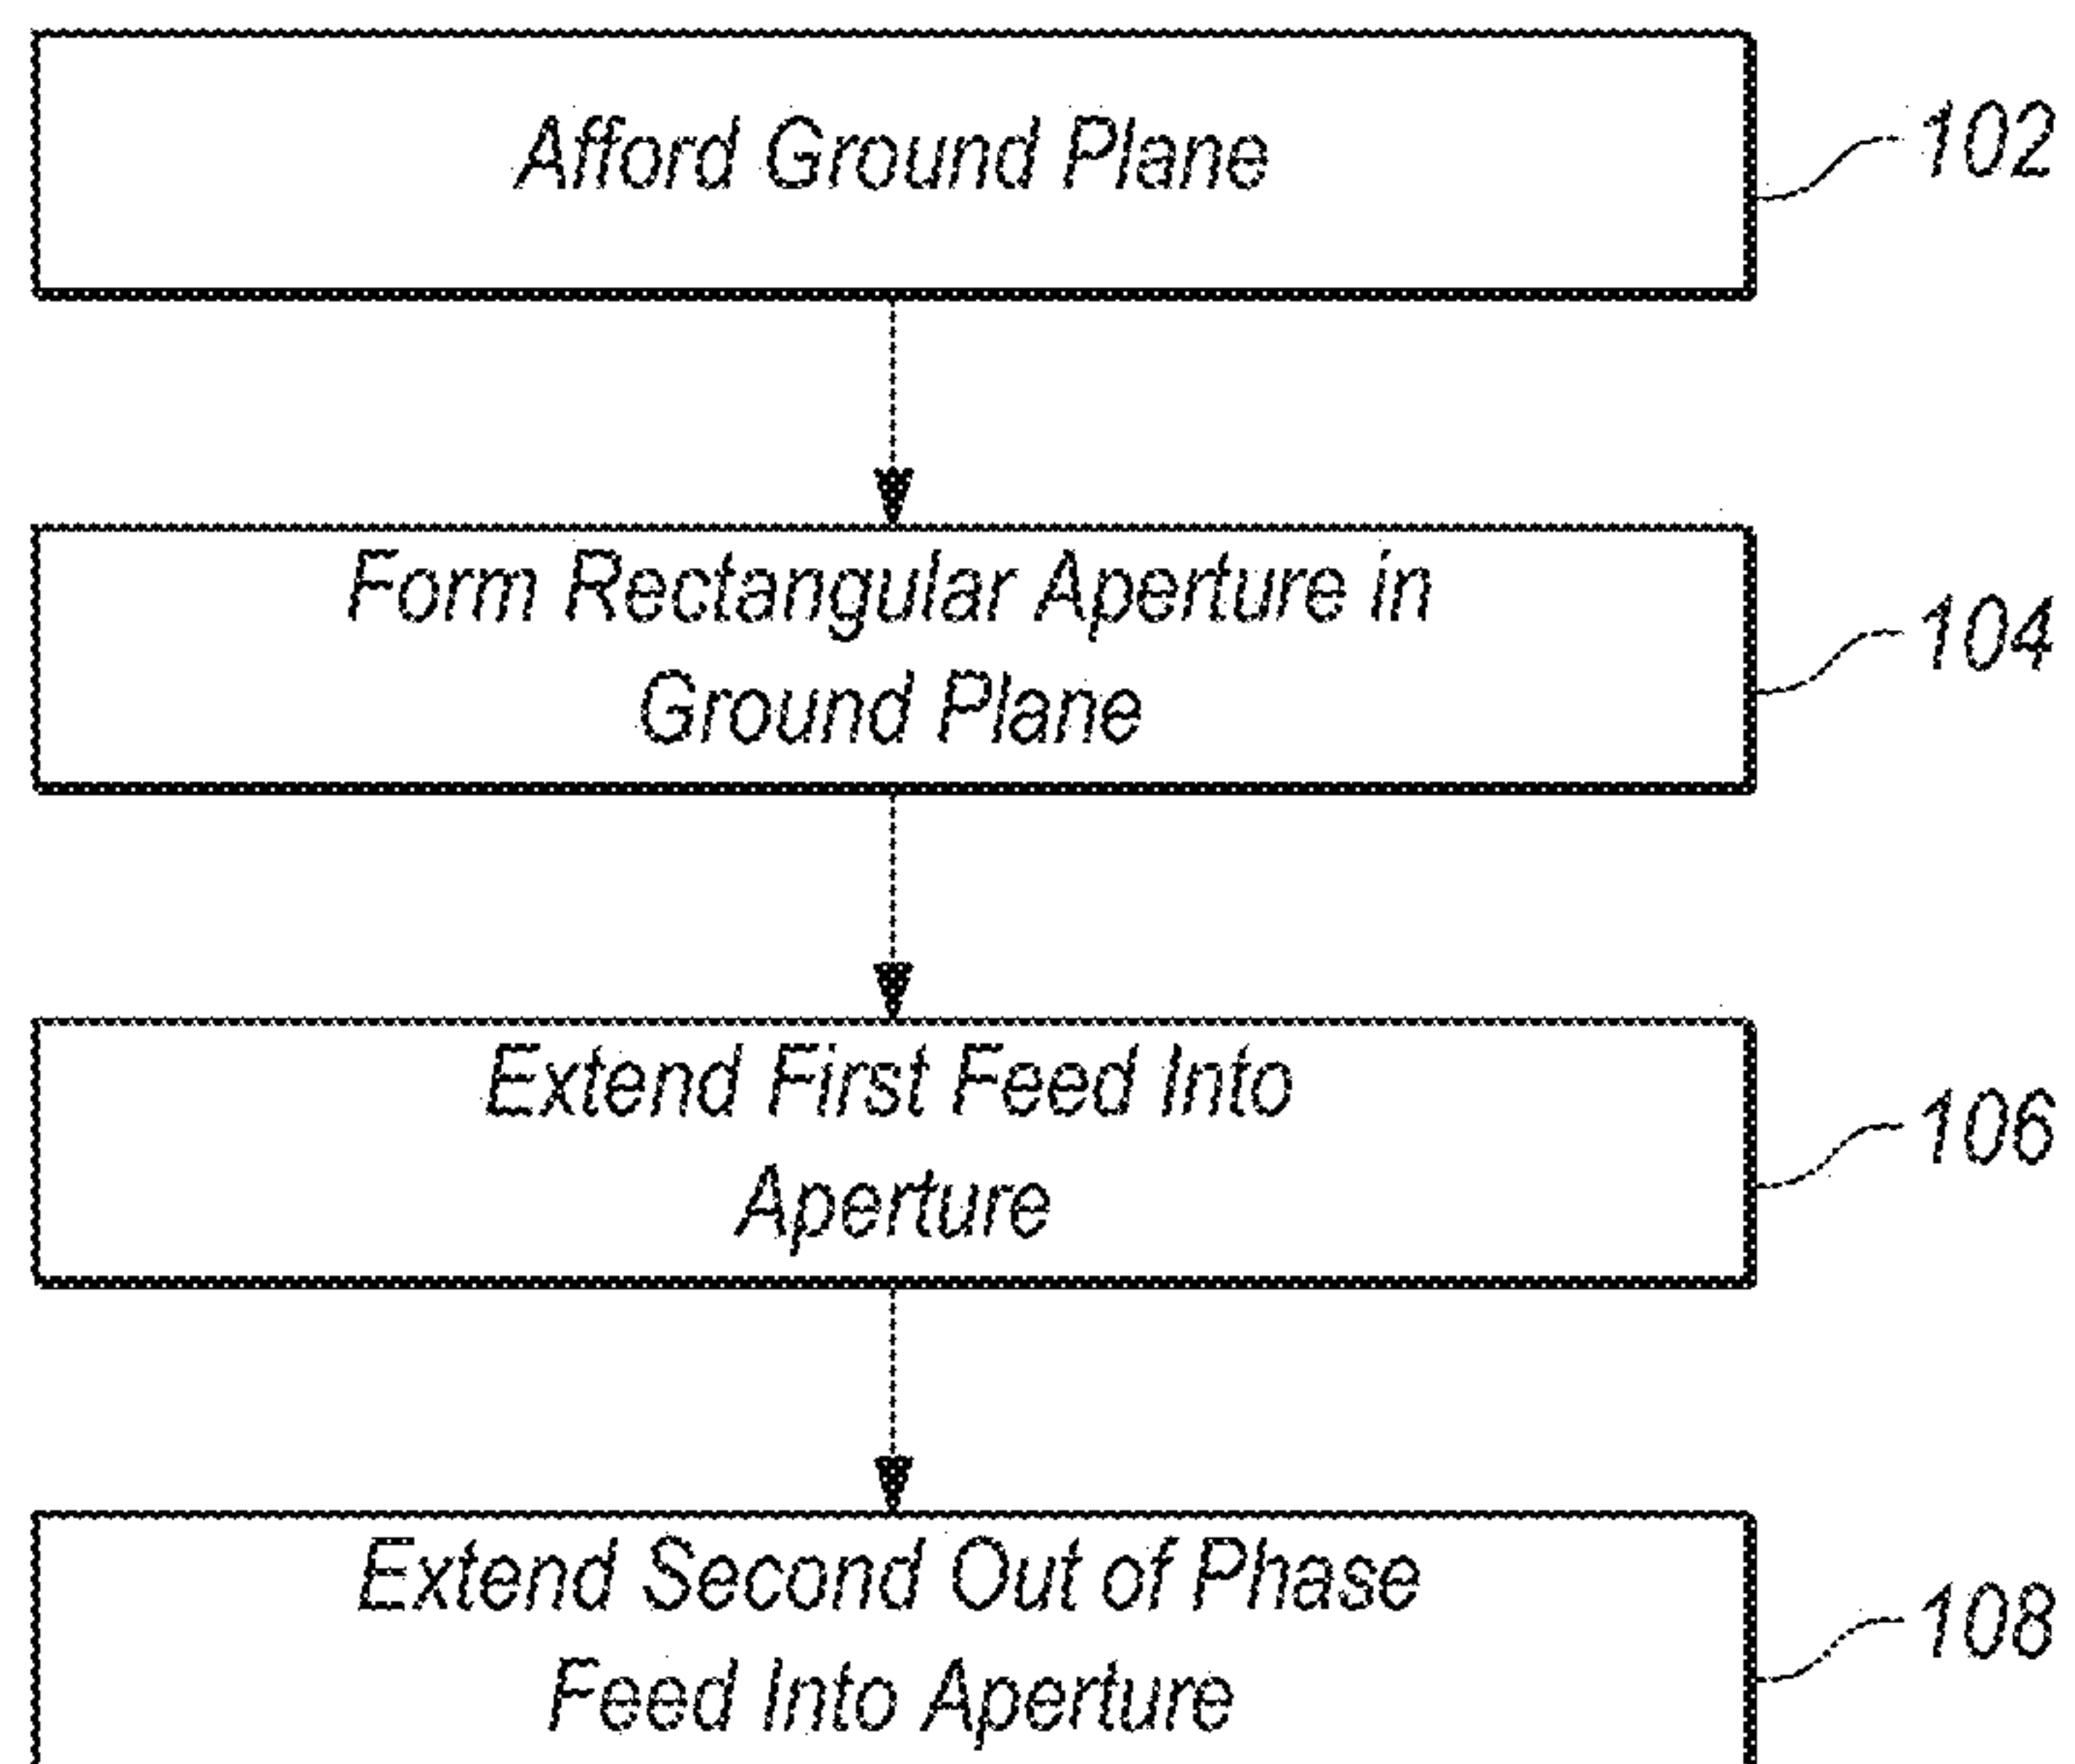 Afford Ground Plane
102
Form Rectangular Aperture in
Ground Plane
104
Extend First Feed Into
Aperture
106
Extend Second Out of Phase
Feed Into Aperture
108